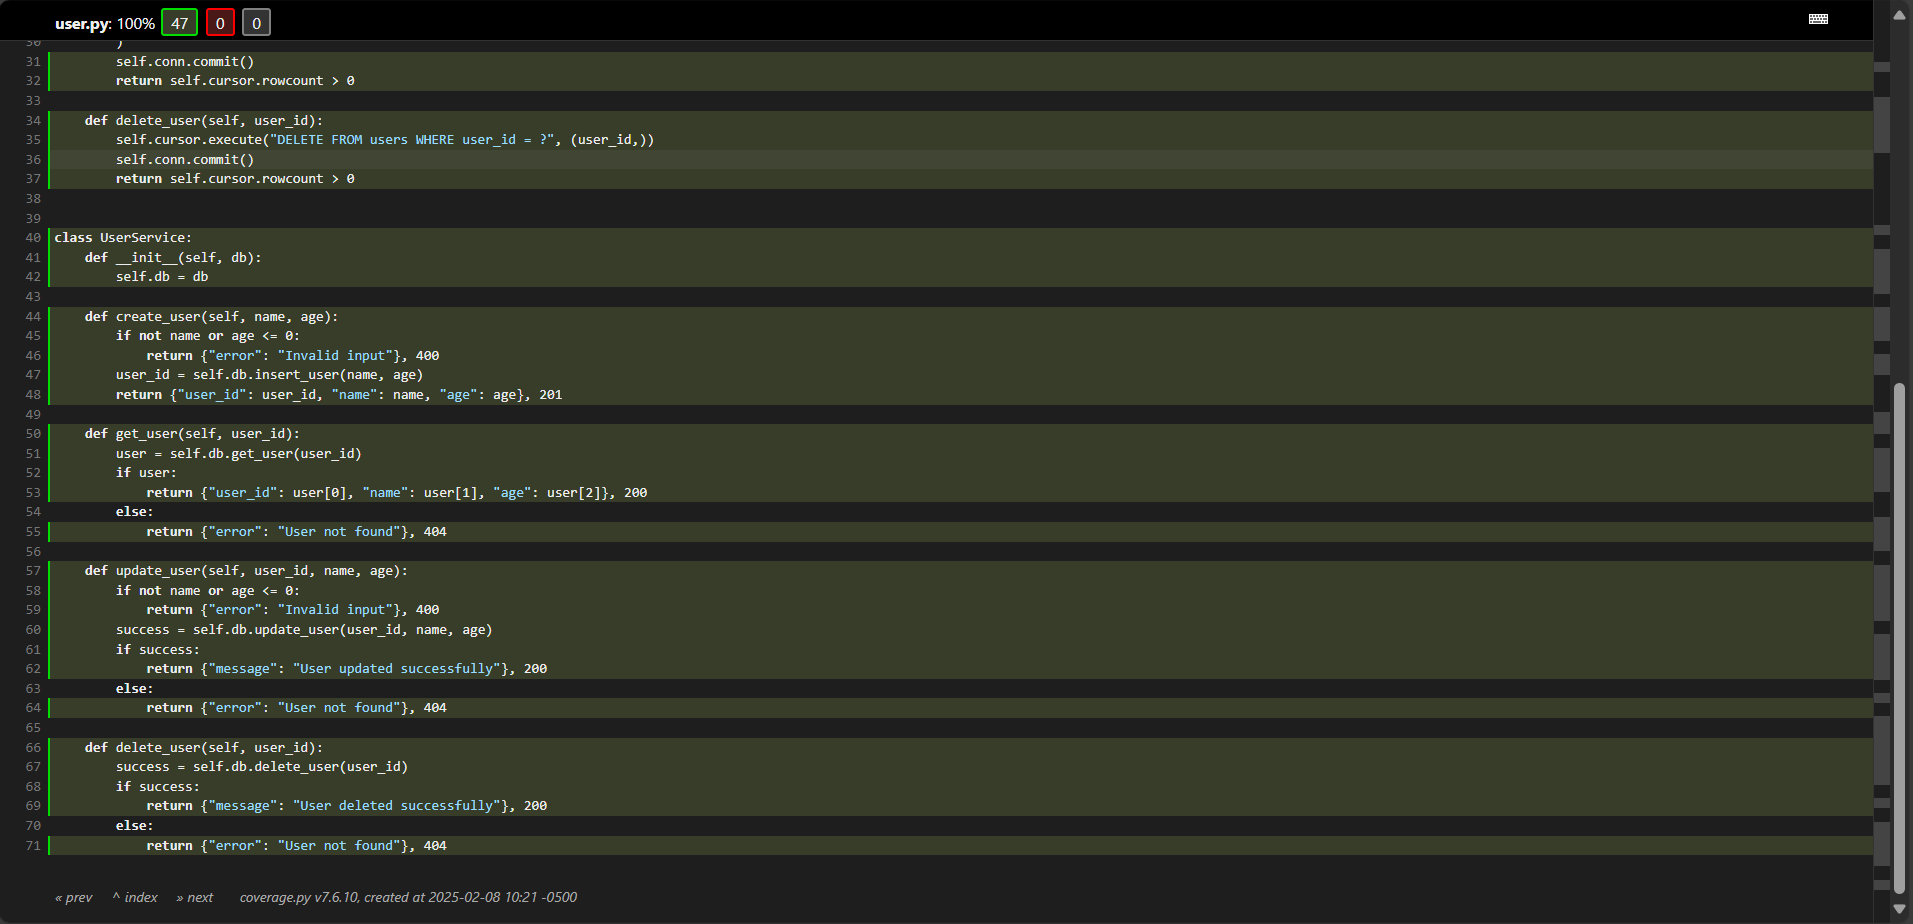 user.py: 100% 47 0 0
30         )
31         self.conn.commit()
32         return self.cursor.rowcount > 0
33
34     def delete_user(self, user_id):
35         self.cursor.execute("DELETE FROM users WHERE user_id = ?", (user_id,))
36         self.conn.commit()
37         return self.cursor.rowcount > 0
38
39
40 class UserService:
41     def __init__(self, db):
42         self.db = db
43
44     def create_user(self, name, age):
45         if not name or age <= 0:
46             return {"error": "Invalid input"}, 400
47         user_id = self.db.insert_user(name, age)
48         return {"user_id": user_id, "name": name, "age": age}, 201
49
50     def get_user(self, user_id):
51         user = self.db.get_user(user_id)
52         if user:
53             return {"user_id": user[0], "name": user[1], "age": user[2]}, 200
54         else:
55             return {"error": "User not found"}, 404
56
57     def update_user(self, user_id, name, age):
58         if not name or age <= 0:
59             return {"error": "Invalid input"}, 400
60         success = self.db.update_user(user_id, name, age)
61         if success:
62             return {"message": "User updated successfully"}, 200
63         else:
64             return {"error": "User not found"}, 404
65
66     def delete_user(self, user_id):
67         success = self.db.delete_user(user_id)
68         if success:
69             return {"message": "User deleted successfully"}, 200
70         else:
71             return {"error": "User not found"}, 404
« prev ^ index » next coverage.py v7.6.10, created at 2025-02-08 10:21 -0500